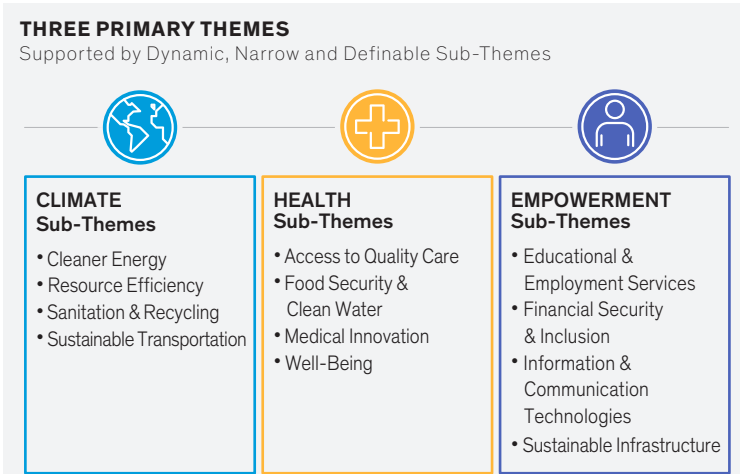 THREE PRIMARY THEMES
Supported by Dynamic, Narrow and Definable Sub-Themes
CLIMATE
Sub-Themes
• Cleaner Energy
• Resource Efficiency
• Sanitation & Recycling
• Sustainable Transportation
HEALTH
Sub-Themes
• Access to Quality Care
• Food Security &
Clean Water
• Medical Innovation
• Well-Being
EMPOWERMENT
Sub-Themes
• Educational &
Employment Services
• Financial Security
& Inclusion
• Information &
Communication
Technologies
• Sustainable Infrastructure